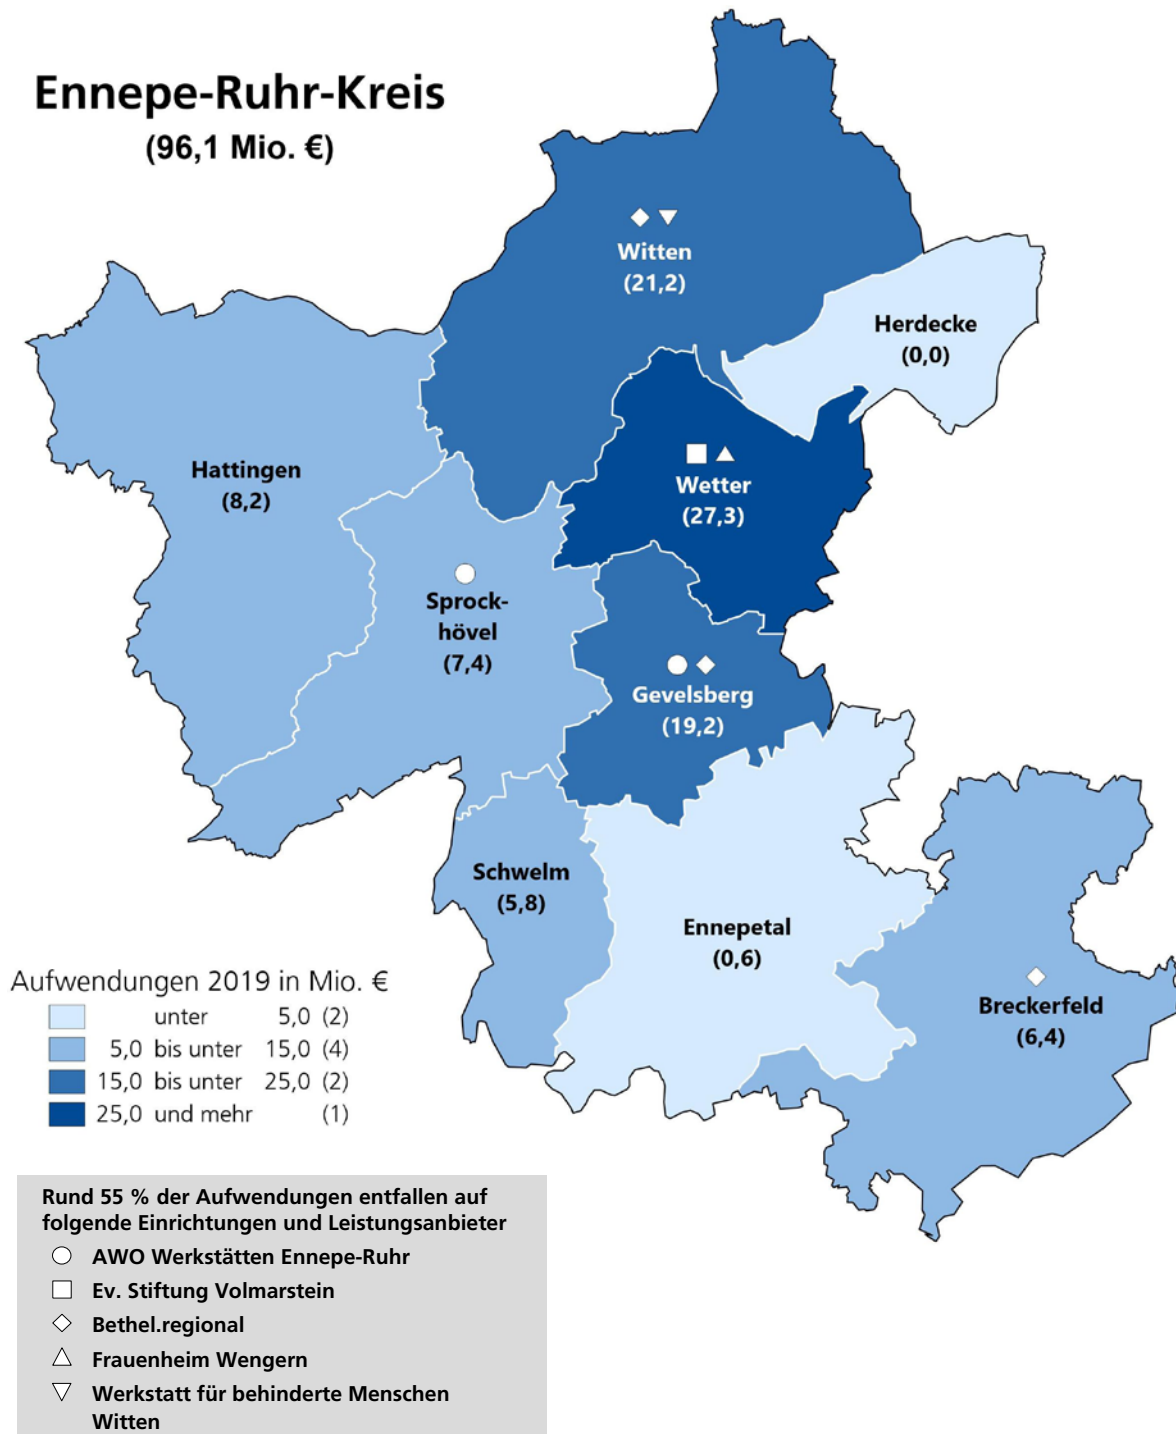 Ennepe-Ruhr-Kreis
(96,1 Mio. €)
Witten
(21,2)
Herdecke
(0,0)
Hattingen
(8,2)
Wetter
(27,3)
Sprock-
hövel
(7,4)
Gevelsberg
(19,2)
Schwelm
(5,8)
Ennepetal
(0,6)
Breckerfeld
(6,4)
Aufwendungen 2019 in Mio. €
unter 5,0 (2)
5,0 bis unter 15,0 (4)
15,0 bis unter 25,0 (2)
25,0 und mehr (1)
Rund 55 % der Aufwendungen entfallen auf
folgende Einrichtungen und Leistungsanbieter
AWO Werkstätten Ennepe-Ruhr
Ev. Stiftung Volmarstein
Bethel.regional
Frauenheim Wengern
Werkstatt für behinderte Menschen
Witten